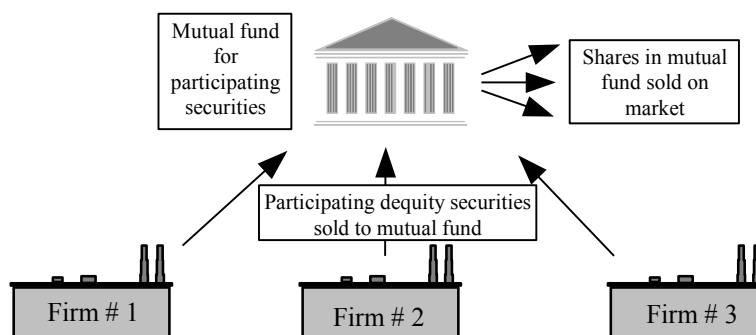 Mutual fund
for
participating
securities
Shares in mutual
fund sold on
market
Participating dequity securities
sold to mutual fund
Firm # 1
Firm # 2
Firm # 3